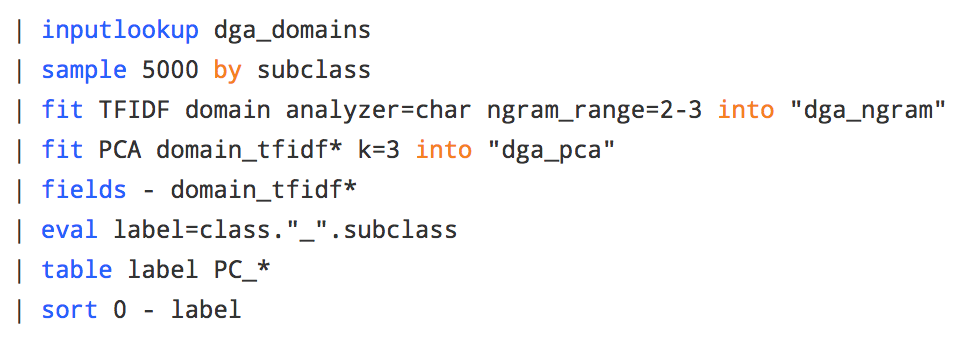 | inputlookup dga_domains
| sample 5000 by subclass
| fit TFIDF domain analyzer=char ngram_range=2-3 into "dga_ngram"
| fit PCA domain_tfidf* k=3 into "dga_pca"
| fields - domain_tfidf*
| eval label=class."_".subclass
| table label PC_*
| sort 0 - label